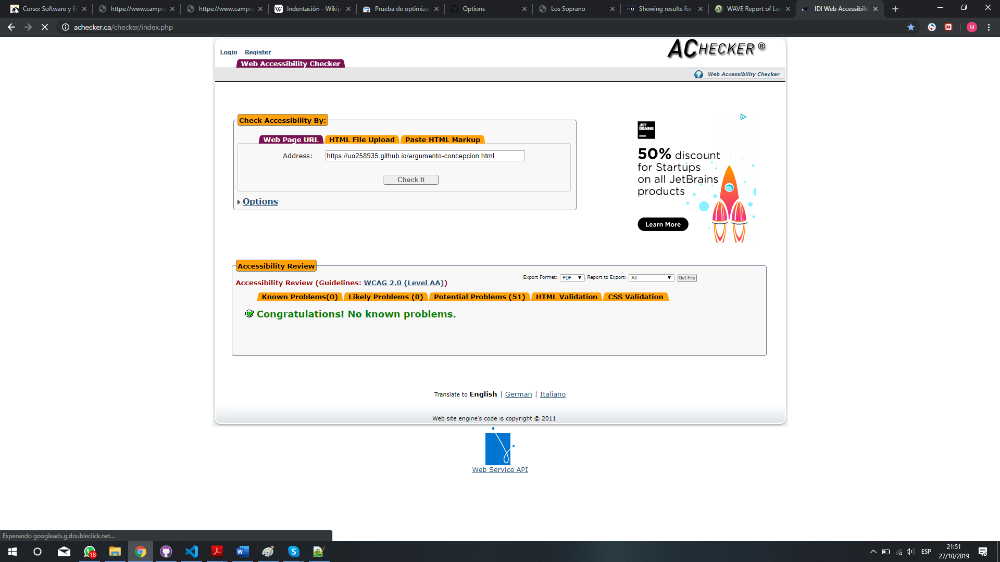 Curso: Software y Es
https://www.campu
https://www.campu
Indentación - Wikip
Prueba de optimiza
Options
Los Soprano
Showing results for
WAVE Report of Los
IDI Web Accessibilit
achecker.ca/checker/index.php
M
Login Register
ACHECKER ®
Web Accessibility Checker
Web Accessibility Checker
Check Accessibility By:
Web Page URL HTML File Upload Paste HTML Markup
Address: https://uo258935.github.io/argumento-concepcion.html
Check It
Options
JET BRAINS
50% discount
for Startups
on all JetBrains
products
Learn More
Accessibility Review
Export Format: PDF Report to Export: All Get File
Accessibility Review (Guidelines: WCAG 2.0 (Level AA))
Known Problems(0) Likely Problems (0) Potential Problems (51) HTML Validation CSS Validation
Congratulations! No known problems.
Translate to English | German | Italiano
Web site engine's code is copyright © 2011
Web Service API
Esperando googleads.g.doubleclick.net...
18
ESP
21:51
27/10/2019